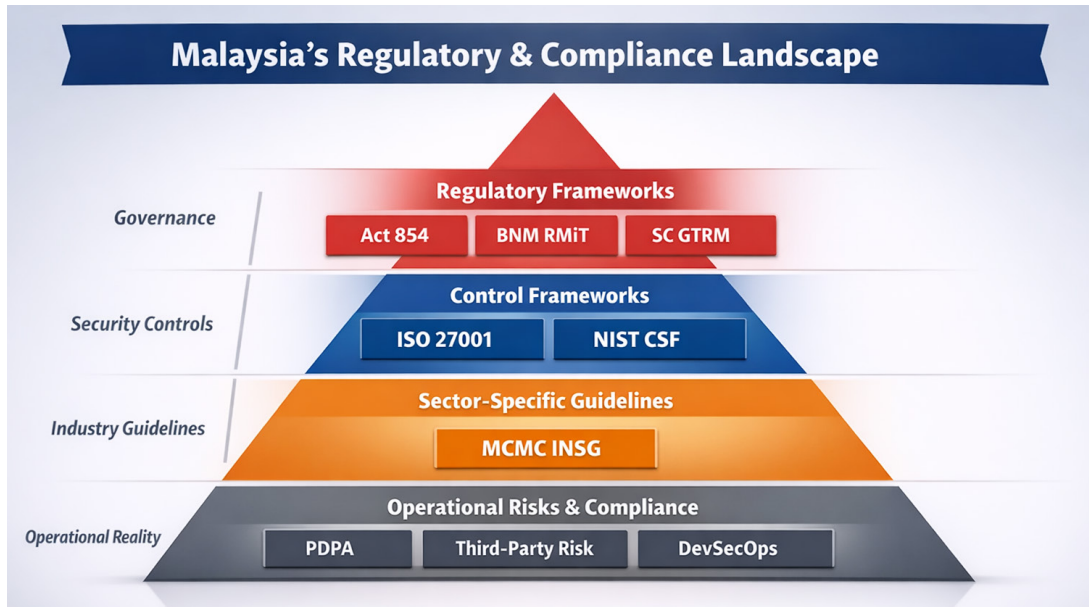 Malaysia's Regulatory & Compliance Landscape
Governance
Regulatory Frameworks
Act 854
BNM RMiT
SC GTRM
Security Controls
Control Frameworks
ISO 27001
NIST CSF
Industry Guidelines
Sector-Specific Guidelines
MCMC INSG
Operational Reality
Operational Risks & Compliance
PDPA
Third-Party Risk
DevSecOps